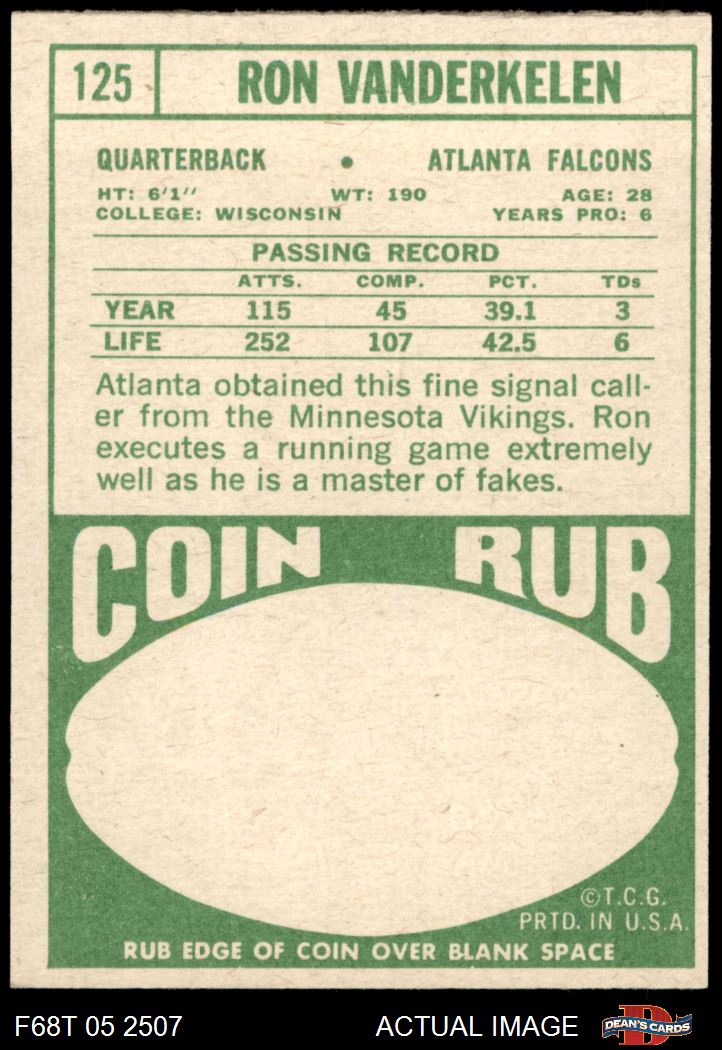 125 RON VANDERKELEN
QUARTERBACK • ATLANTA FALCONS
HT: 6'1'' WT: 190 AGE: 28
COLLEGE: WISCONSIN YEARS PRO: 6
PASSING RECORD
ATTS. COMP. PCT. TDs
YEAR 115 45 39.1 3
LIFE 252 107 42.5 6
Atlanta obtained this fine signal call-
er from the Minnesota Vikings. Ron
executes a running game extremely
well as he is a master of fakes.
COIN RUB
©T.C.G.
PRTD. IN U.S.A.
RUB EDGE OF COIN OVER BLANK SPACE
F68T 05 2507 ACTUAL IMAGE D DEAN'S CARDS